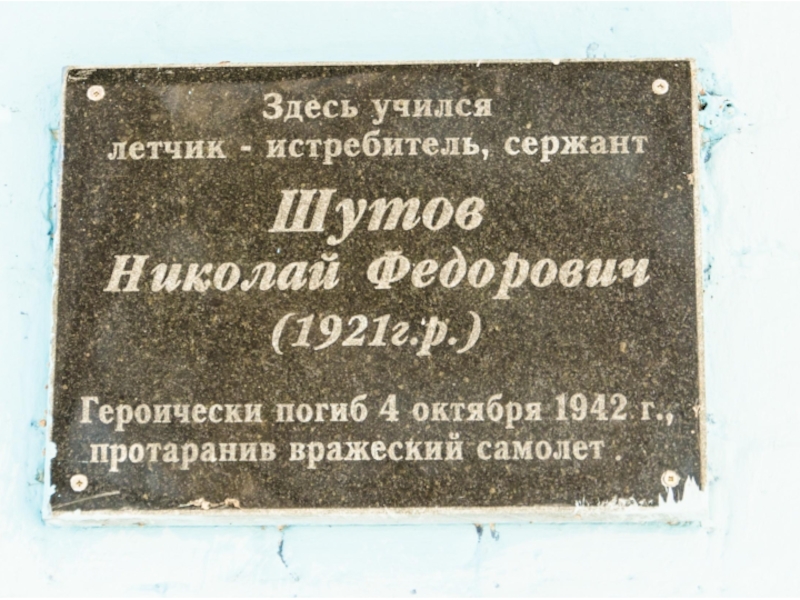 Здесь учился
летчик - истребитель, сержант
Шутов
Николай Федорович
(1921г.р.)
Героически погиб 4 октября 1942 г.,
протаранив вражеский самолет .